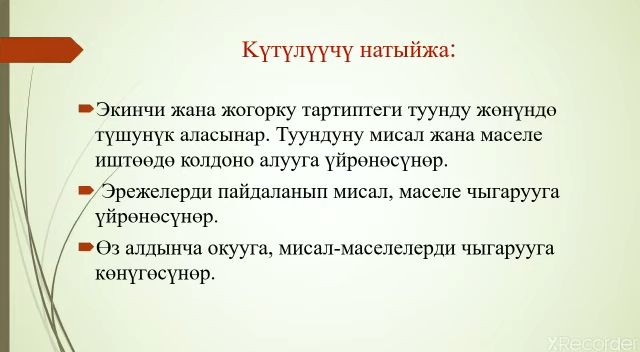 Күтүлүүчү натыйжа:
Экинчи жана жогорку тартиптеги туунду жөнүндө
түшүнүк аласынар. Туундуну мисал жана маселе
иштөөдө колдоно алууга үйрөнөсүнөр.
Эрежелерди пайдаланып мисал, маселе чыгарууга
үйрөнөсүнөр.
Өз алдынча окууга, мисал-маселелерди чыгарууга
көнүгөсүнөр.
XRecorder